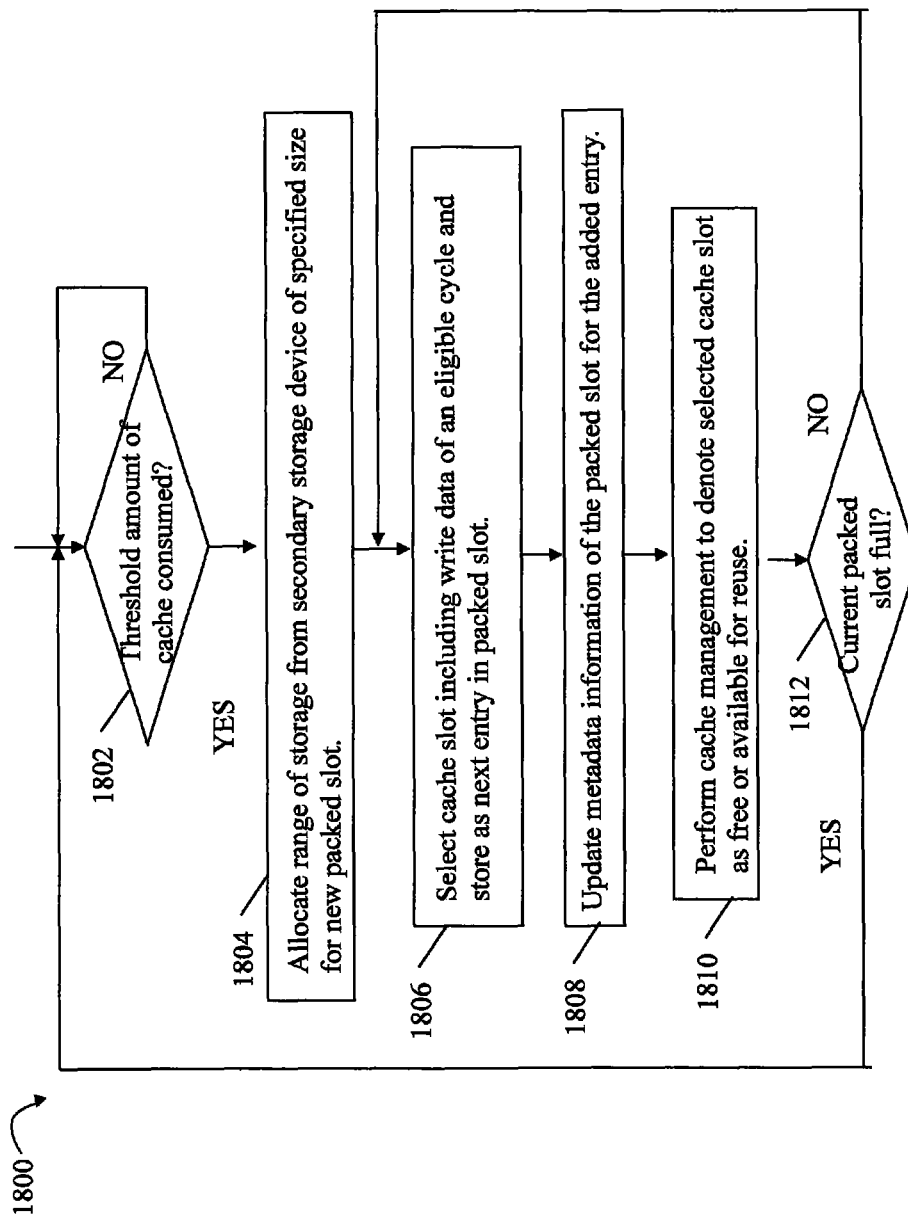 1800
1802
Threshold amount of
cache consumed?
NO
YES
1804
Allocate range of storage from secondary storage device of specified size
for new packed slot.
1806
Select cache slot including write data of an eligible cycle and
store as next entry in packed slot.
1808
Update metadata information of the packed slot for the added entry.
1810
Perform cache management to denote selected cache slot
as free or available for reuse.
1812
Current packed
slot full?
NO
YES